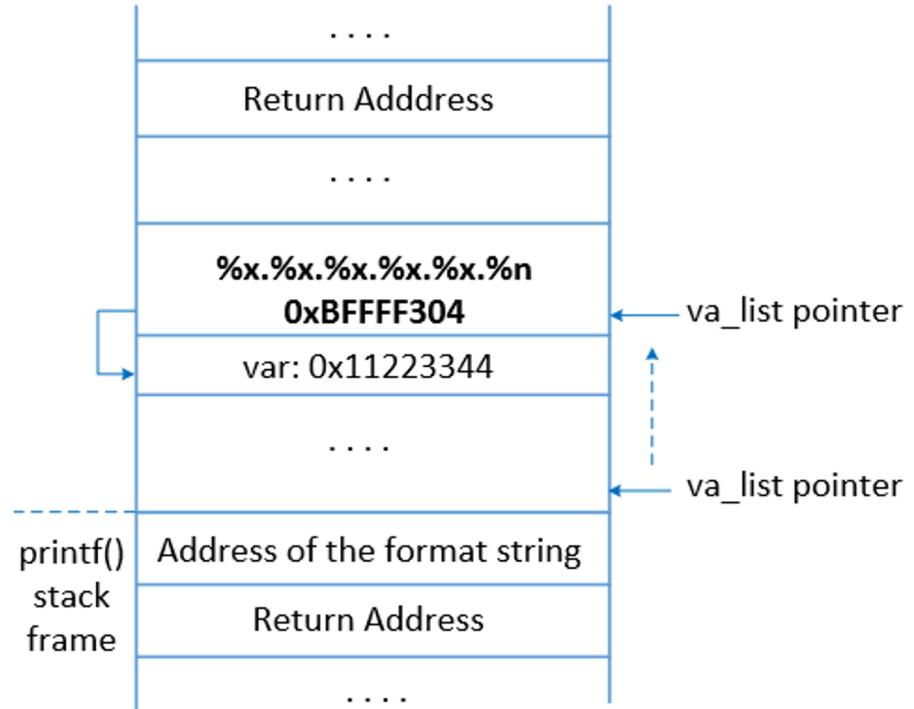 . . . .
Return Adddress
. . . .
%x.%x.%x.%x.%x.%n
0xBFFFF304
va_list pointer
var: 0x11223344
. . . .
va_list pointer
printf()
stack
frame
Address of the format string
Return Address
. . . .